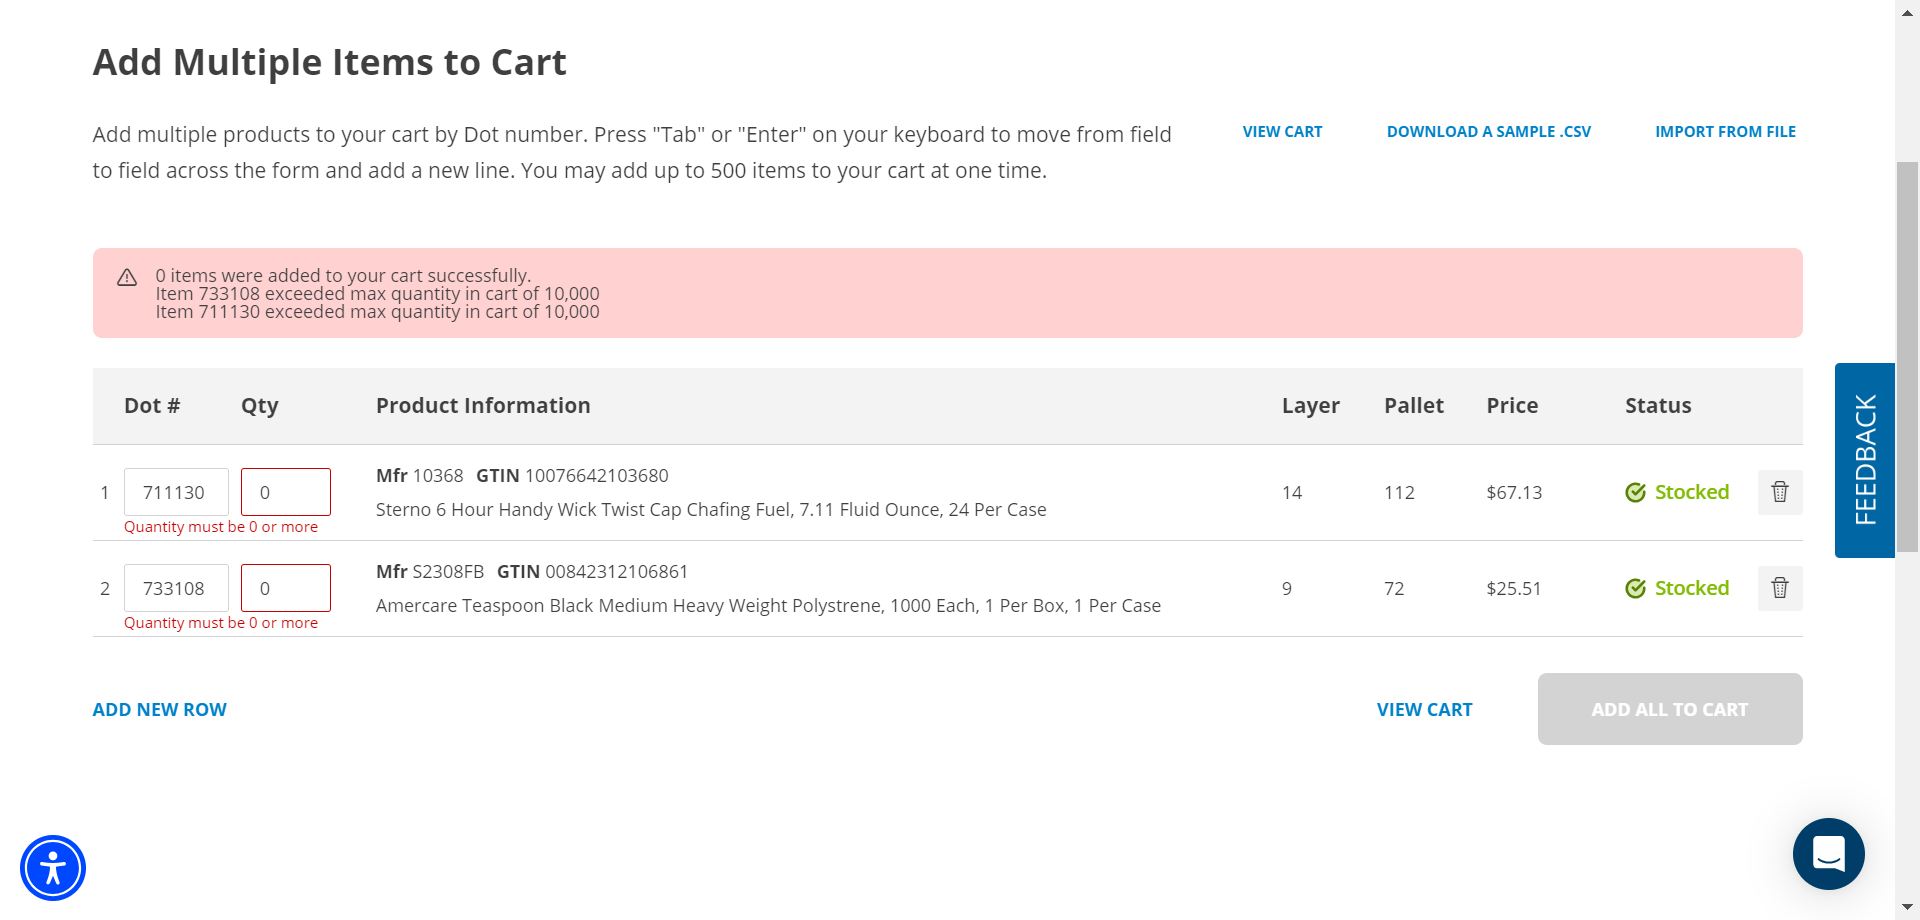 Add Multiple Items to Cart
Add multiple products to your cart by Dot number. Press "Tab" or "Enter" on your keyboard to move from field
to field across the form and add a new line. You may add up to 500 items to your cart at one time.
VIEW CART DOWNLOAD A SAMPLE .CSV IMPORT FROM FILE
0 items were added to your cart successfully.
Item 733108 exceeded max quantity in cart of 10,000
Item 711130 exceeded max quantity in cart of 10,000
Dot # Qty Product Information Layer Pallet Price Status
Mfr 10368 GTIN 10076642103680
1 711130 0 14 112 $67.13 Stocked
Sterno 6 Hour Handy Wick Twist Cap Chafing Fuel, 7.11 Fluid Ounce, 24 Per Case
Quantity must be 0 or more
Mfr S2308FB GTIN 00842312106861
2 733108 0 9 72 $25.51 Stocked
Amercare Teaspoon Black Medium Heavy Weight Polystrene, 1000 Each, 1 Per Box, 1 Per Case
Quantity must be 0 or more
ADD NEW ROW VIEW CART ADD ALL TO CART
FEEDBACK